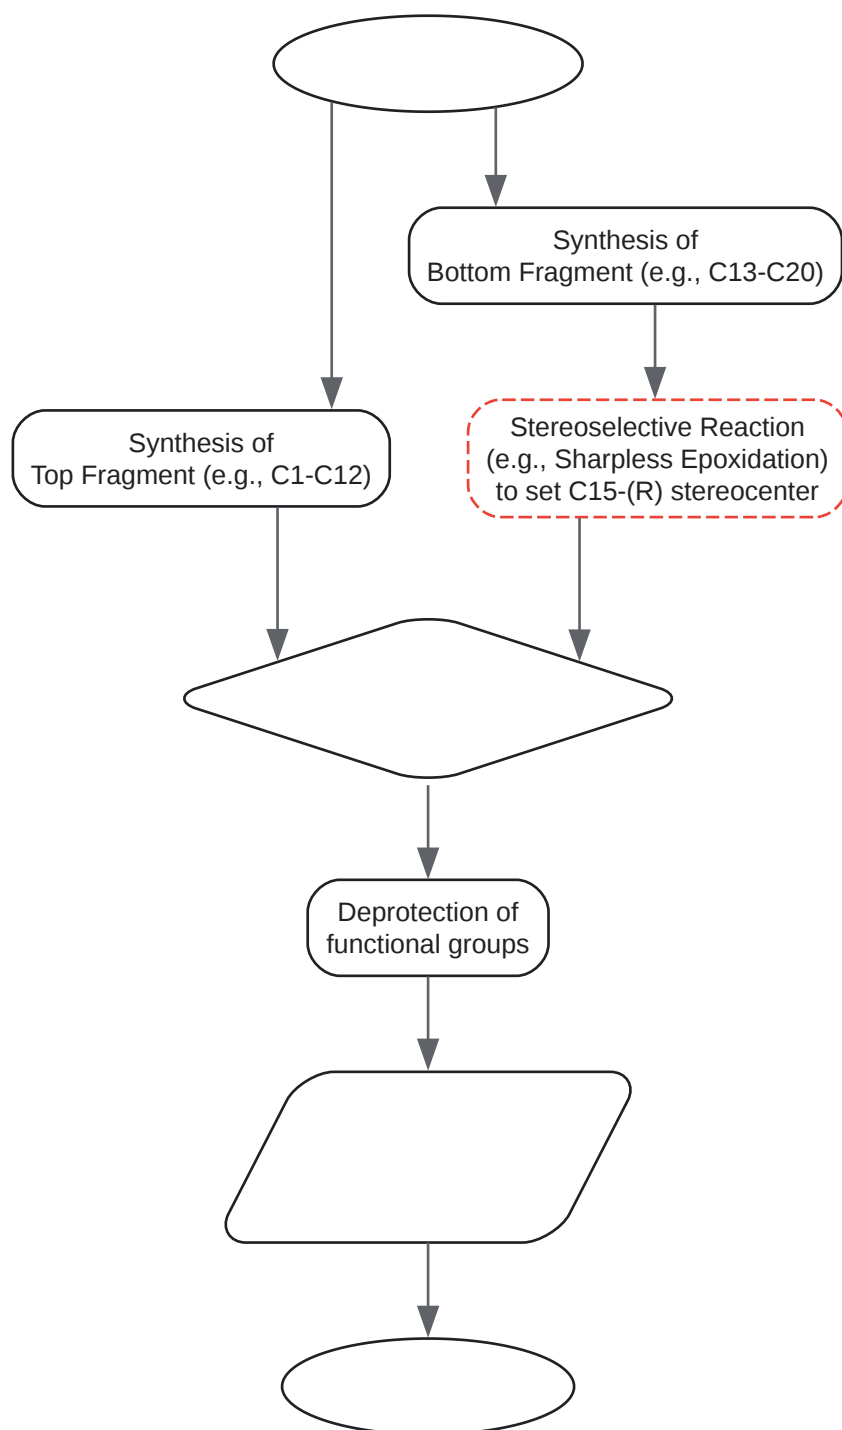 Synthesis of
Bottom Fragment (e.g., C13-C20)
Synthesis of
Top Fragment (e.g., C1-C12)
Stereoselective Reaction
(e.g., Sharpless Epoxidation)
to set C15-(R) stereocenter
Deprotection of
functional groups